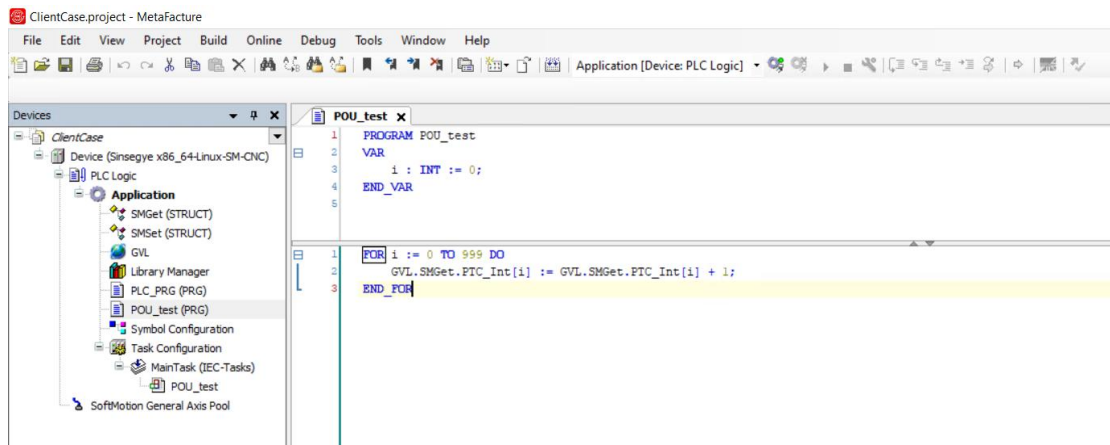 ClientCase.project - MetaFacture
File Edit View Project Build Online Debug Tools Window Help
Application [Device: PLC Logic]
Devices
ClientCase
Device (Sinsegye x86_64-Linux-SM-CNC)
PLC Logic
Application
SMGet (STRUCT)
SMSet (STRUCT)
GVL
Library Manager
PLC_PRG (PRG)
POU_test (PRG)
Symbol Configuration
Task Configuration
MainTask (IEC-Tasks)
POU_test
SoftMotion General Axis Pool
POU_test
1 PROGRAM POU_test
2 VAR
3 i : INT := 0;
4 END_VAR
5
1 FOR i := 0 TO 999 DO
2 GVL.SMGet.PTC_Int[i] := GVL.SMGet.PTC_Int[i] + 1;
3 END_FOR